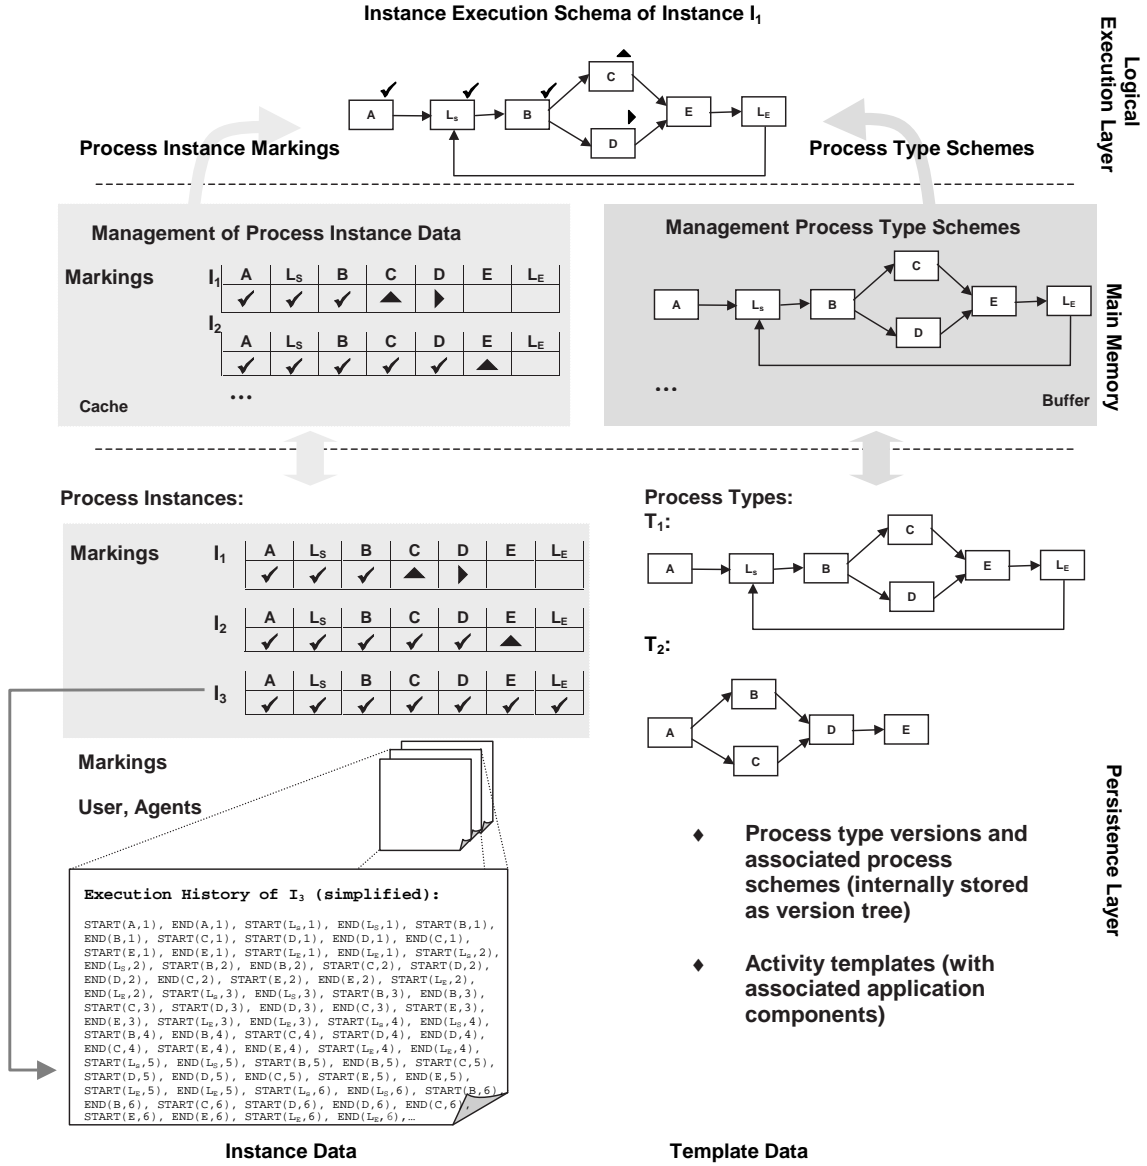 Instance Execution Schema of Instance I1
Logical
Execution Layer
A Ls B C D E LE
Process Instance Markings
Process Type Schemes
Management of Process Instance Data
Markings
I1 A LS B C D E LE
I2
A LS B C D E LE
...
Cache
Management Process Type Schemes
A Ls B C D E LE
...
Buffer
Main Memory
Process Instances:
Markings
I1 A LS B C D E LE
I2 A LS B C D E LE
I3 A LS B C D E LE
Markings
User, Agents
Execution History of I3 (simplified):
START(A,1), END(A,1), START(Ls,1), END(Ls,1), START(B,1),
END(B,1), START(C,1), START(D,1), END(D,1), END(C,1),
START(E,1), END(E,1), START(LE,1), END(LE,1), START(Ls,2),
END(LS,2), START(B,2), END(B,2), START(C,2), START(D,2),
END(D,2), END(C,2), START(E,2), END(E,2), START(LE,2),
END(LE,2), START(Ls,3), END(LS,3), START(B,3), END(B,3),
START(C,3), START(D,3), END(D,3), END(C,3), START(E,3),
END(E,3), START(LE,3), END(LE,3), START(Ls,4), END(LS,4),
START(B,4), END(B,4), START(C,4), START(D,4), END(D,4),
END(C,4), START(E,4), END(E,4), START(LE,4), END(LE,4),
START(Ls,5), END(LS,5), START(B,5), END(B,5), START(C,5),
START(D,5), END(D,5), END(C,5), START(E,5), END(E,5),
START(LE,5), END(LE,5), START(Ls,6), END(LS,6), START(B,6),
END(B,6), START(C,6), START(D,6), END(D,6), END(C,6),
START(E,6), END(E,6), START(LE,6), END(LE,6),…
Instance Data
Process Types:
T1:
A Ls B C D E LE
T2:
A B C D E
♦ Process type versions and
associated process
schemes (internally stored
as version tree)
♦ Activity templates (with
associated application
components)
Persistence Layer
Template Data